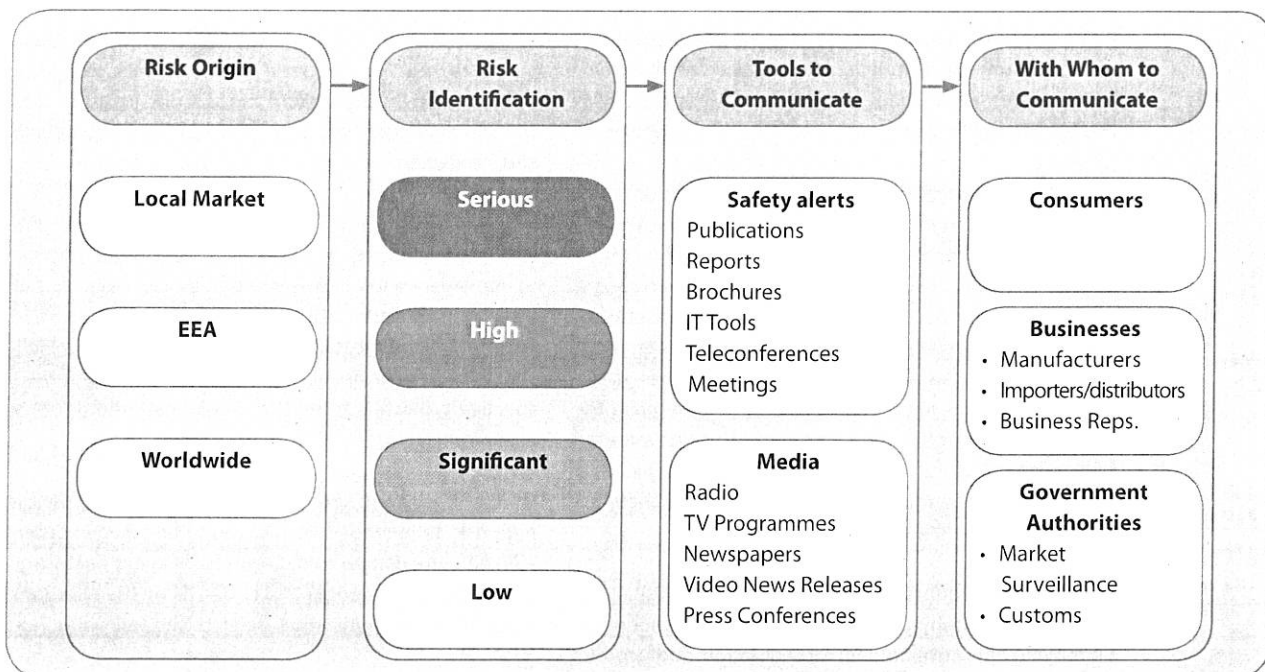 Risk Origin
Risk
Identification
Tools to
Communicate
With Whom to
Communicate
Local Market
EEA
Worldwide
Serious
High
Significant
Low
Safety alerts
Publications
Reports
Brochures
IT Tools
Teleconferences
Meetings
Media
Radio
TV Programmes
Newspapers
Video News Releases
Press Conferences
Consumers
Businesses
• Manufacturers
• Importers/distributors
• Business Reps.
Government
Authorities
• Market
Surveillance
• Customs